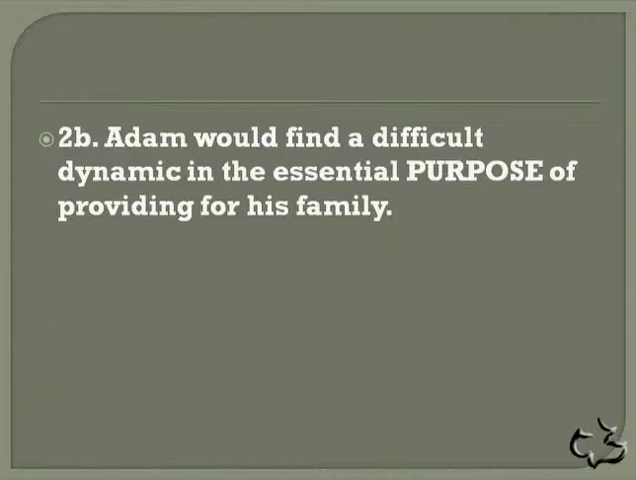 2b. Adam would find a difficult
dynamic in the essential PURPOSE of
providing for his family.